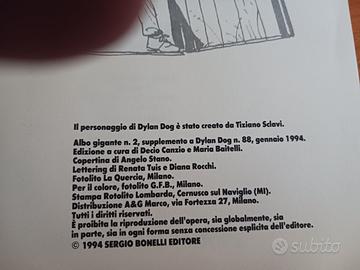 Il personaggio di Dylan Dog è stato creato da Tiziano Sclavi.
Albo gigante n. 2, supplemento a Dylan Dog n. 88, gennaio 1994.
Edizione a cura di Decio Canzio e Maria Baitelli.
Copertina di Angelo Stano.
Lettering di Renata Tuis e Diana Rocchi.
Fotolito La Quercia, Milano.
Per il colore, fotolito G.F.B., Milano.
Stampa Rotolito Lombarda, Cernusco sul Naviglio (MI).
Distribuzione A&G Marco, via Fortezza 27, Milano.
Tutti i diritti riservati.
È proibita la riproduzione dell'opera, sia globalmente, sia
in parte, sia in ogni forma senza concessione esplicita dell'editore.
© 1994 SERGIO BONELLI EDITORE
subito